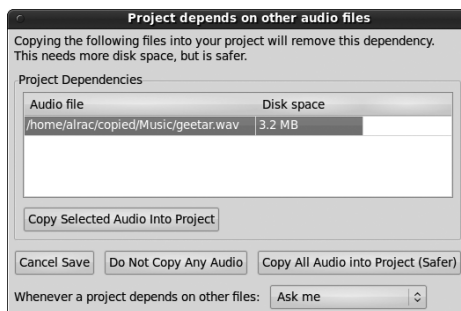 Project depends on other audio files
Copying the following files into your project will remove this dependency.
This needs more disk space, but is safer.
Project Dependencies
Audio file Disk space
/home/alrac/copied/Music/geetar.wav 3.2 MB
Copy Selected Audio Into Project
Cancel Save Do Not Copy Any Audio Copy All Audio into Project (Safer)
Whenever a project depends on other files: Ask me